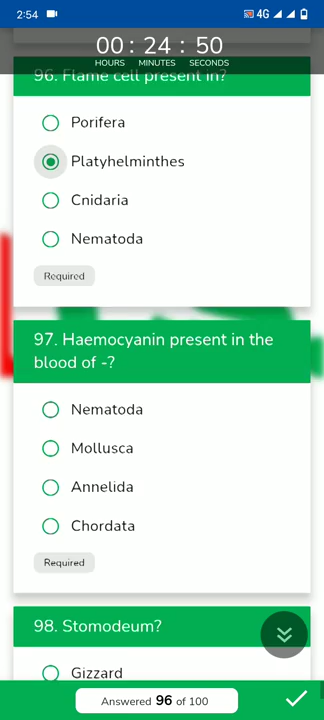 2:54
4G
00 : 24 : 50
HOURS MINUTES SECONDS
96. Flame cell present in?
Porifera
Platyhelminthes
Cnidaria
Nematoda
Required
97. Haemocyanin present in the
blood of -?
Nematoda
Mollusca
Annelida
Chordata
Required
98. Stomodeum?
Gizzard
Answered 96 of 100